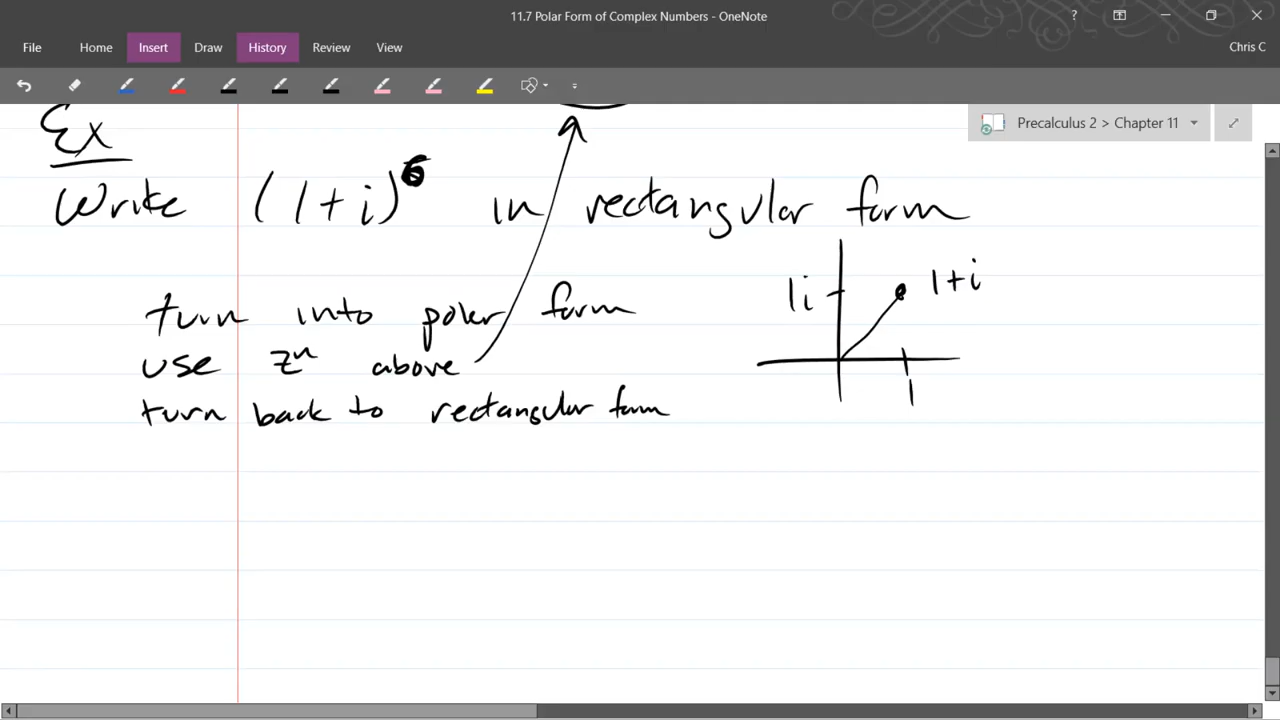 11.7 Polar Form of Complex Numbers - OneNote
File Home Insert Draw History Review View Chris C
Precalculus 2 > Chapter 11
Ex
Write (1+i)^6 in rectangular form
1i 1+i
turn into poler form
use z^n above
1
turn back to rectangular form